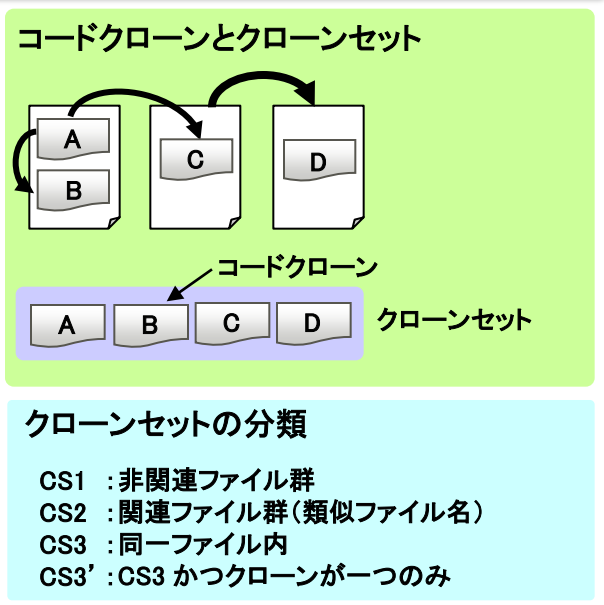 コードクローンとクローンセット
A
B
C
D
コードクローン
A B C D
クローンセット
クローンセットの分類
CS1 ：非関連ファイル群
CS2 ：関連ファイル群（類似ファイル名）
CS3 ：同一ファイル内
CS3’ ：CS3 かつクローンが一つのみ